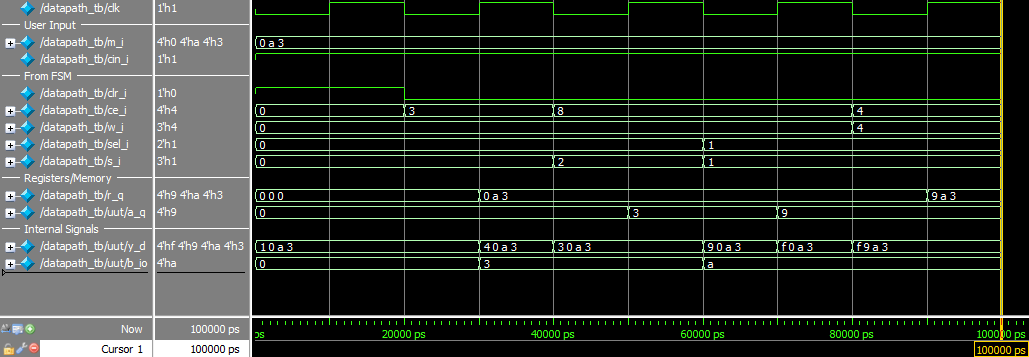 /datapath_tb/clk 1'h1
User Input
/datapath_tb/m_i 4'h0 4'ha 4'h3 0 a 3
/datapath_tb/cin_i 1'h1
From FSM
/datapath_tb/clr_i 1'h0
/datapath_tb/ce_i 4'h4 0 3 8 4
/datapath_tb/w_i 3'h4 0 4
/datapath_tb/sel_i 2'h1 0 1
/datapath_tb/s_i 3'h1 0 2 1
Registers/Memory
/datapath_tb/r_q 4'h9 4'ha 4'h3 0 0 0 0 a 3 9 a 3
/datapath_tb/uut/a_q 4'h9 0 3 9
Internal Signals
/datapath_tb/uut/y_d 4'hf 4'h9 4'ha 4'h3 1 0 a 3 4 0 a 3 3 0 a 3 9 0 a 3 f 0 a 3 f 9 a 3
/datapath_tb/uut/b_io 4'ha 0 3 a
Now 100000 ps ps 20000 ps 40000 ps 60000 ps 80000 ps 100000 ps
Cursor 1 100000 ps 100000 ps